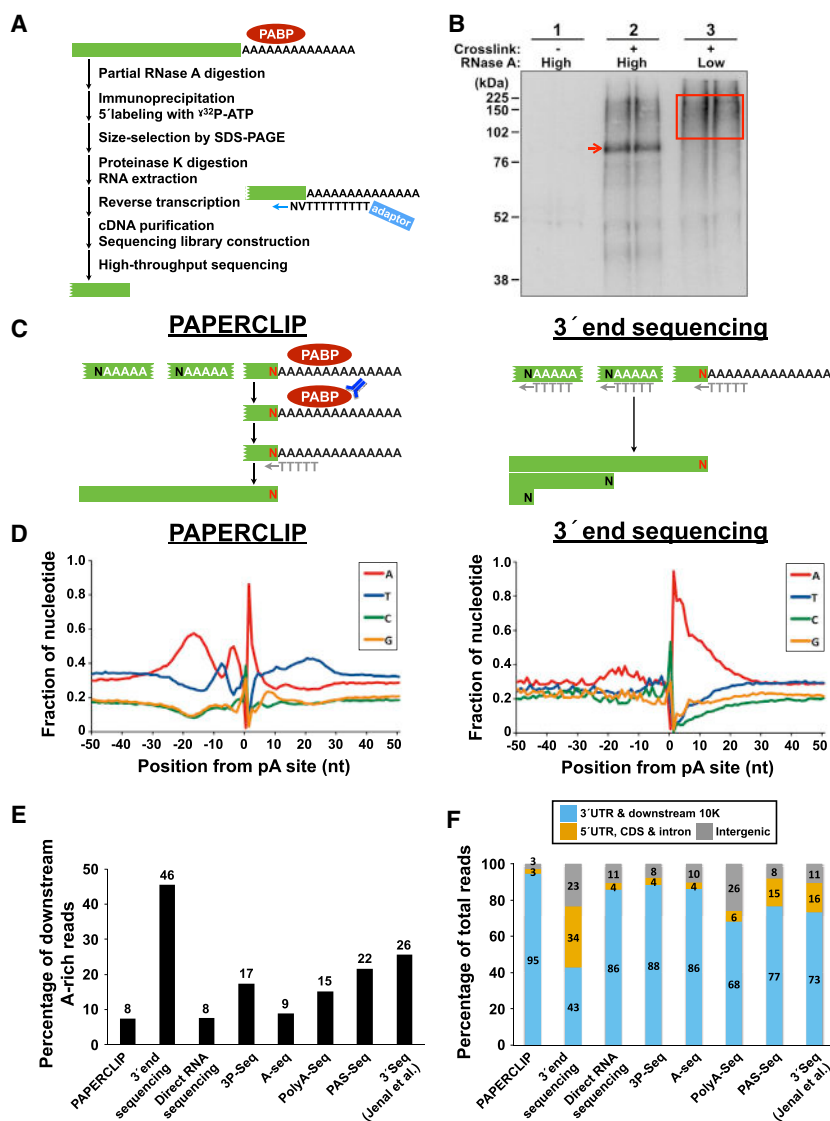 A
PABP
AAAAAAAAAAAAAA
Partial RNase A digestion
Immunoprecipitation
5´labeling with ɤ32P-ATP
Size-selection by SDS-PAGE
Proteinase K digestion
RNA extraction
Reverse transcription
AAAAAAAAAAAAAA
NVTTTTTTTTT
adaptor
cDNA purification
Sequencing library construction
High-throughput sequencing
B
1 2 3
Crosslink: - + +
RNase A: High High Low
(kDa)
225
150
102
76
52
38
C
PAPERCLIP
PABP
NAAAAA NAAAAA NAAAAAAAAAAAAAA
PABP
NAAAAAAAAAAAAAA
NAAAAAAAAAAAAAA
TTTTT
N
3´ end sequencing
NAAAAA NAAAAA NAAAAAAAAAAAAAA
TTTTT TTTTT TTTTT
N
N
N
D
PAPERCLIP
Fraction of nucleotide
1.0
0.8
0.6
0.4
0.2
0
A
T
C
G
-50 -40 -30 -20 -10 0 10 20 30 40 50
Position from pA site (nt)
3´ end sequencing
Fraction of nucleotide
1.0
0.8
0.6
0.4
0.2
0
A
T
C
G
-50 -40 -30 -20 -10 0 10 20 30 40 50
Position from pA site (nt)
E
Percentage of downstream
A-rich reads
50
40
30
20
10
0
8 46 8 17 9 15 22 26
PAPERCLIP
3´end
sequencing
Direct RNA
sequencing
3P-Seq
A-seq
PolyA-Seq
PAS-Seq
3´Seq
(Jenal et al.)
F
3´UTR & downstream 10K
5´UTR, CDS & intron
Intergenic
Percentage of total reads
100
80
60
40
20
0
3 23 11 8 10 26 8 11
3 34 4 4 4 6 15 16
95 43 86 88 86 68 77 73
PAPERCLIP
3´end
sequencing
Direct RNA
sequencing
3P-Seq
A-seq
PolyA-Seq
PAS-Seq
3´Seq
(Jenal et al.)